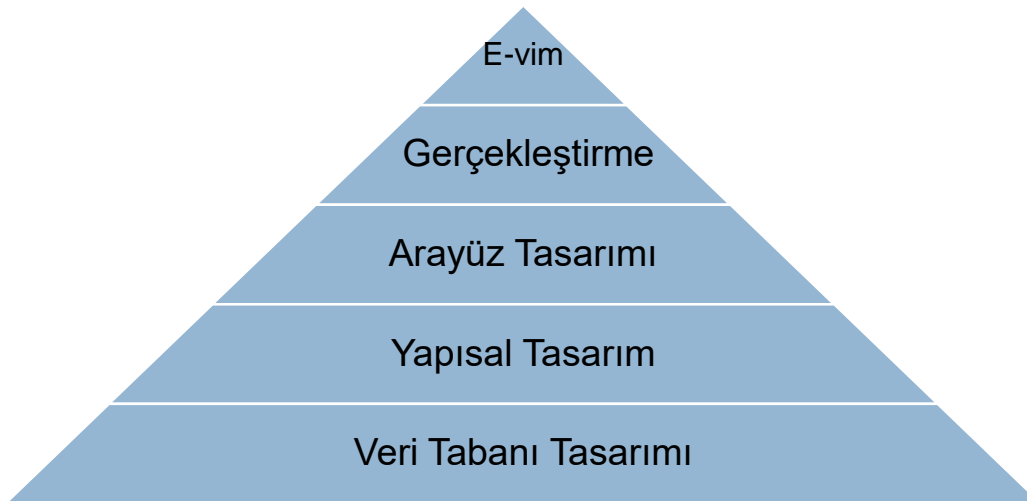 E-vim
Gerçekleştirme
Arayüz Tasarımı
Yapısal Tasarım
Veri Tabanı Tasarımı